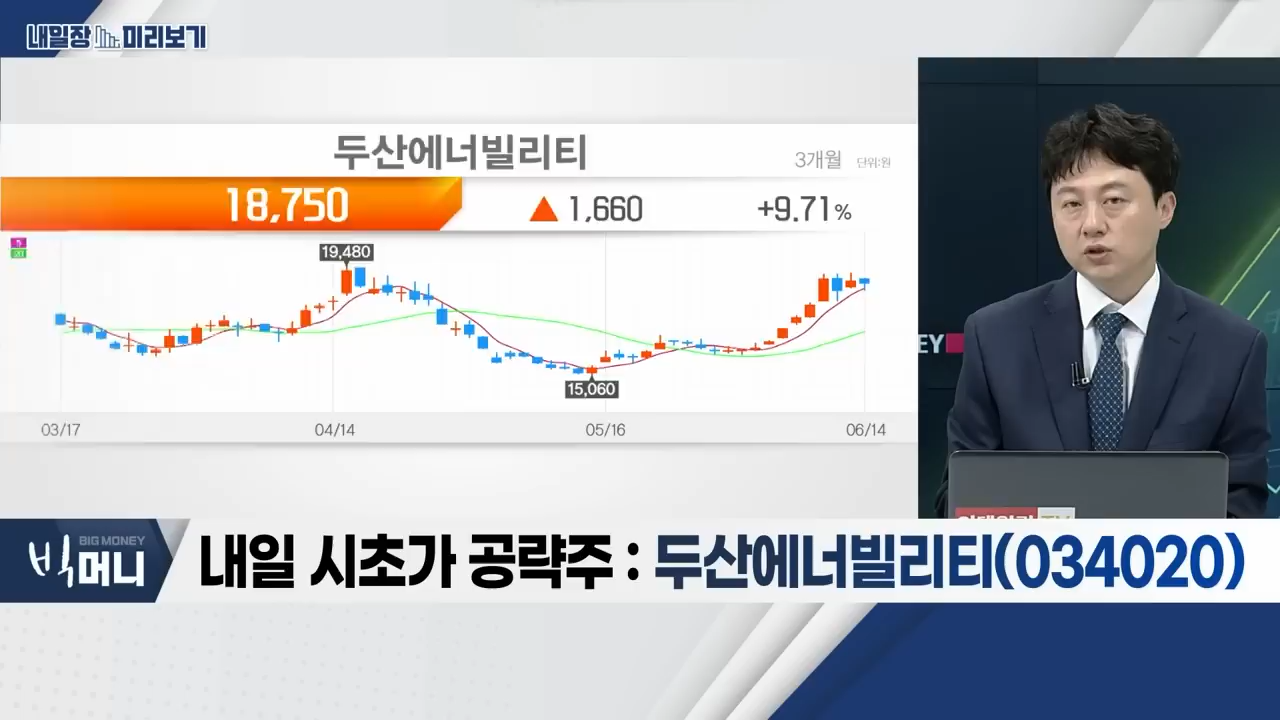 내일장 미리보기
두산에너빌리티
3개월 단위:원
18,750 ▲ 1,660 +9.71%
5
20
19,480
15,060
03/17 04/14 05/16 06/14
EY
BIG MONEY
빅머니
내일 시초가 공략주 : 두산에너빌리티(034020)